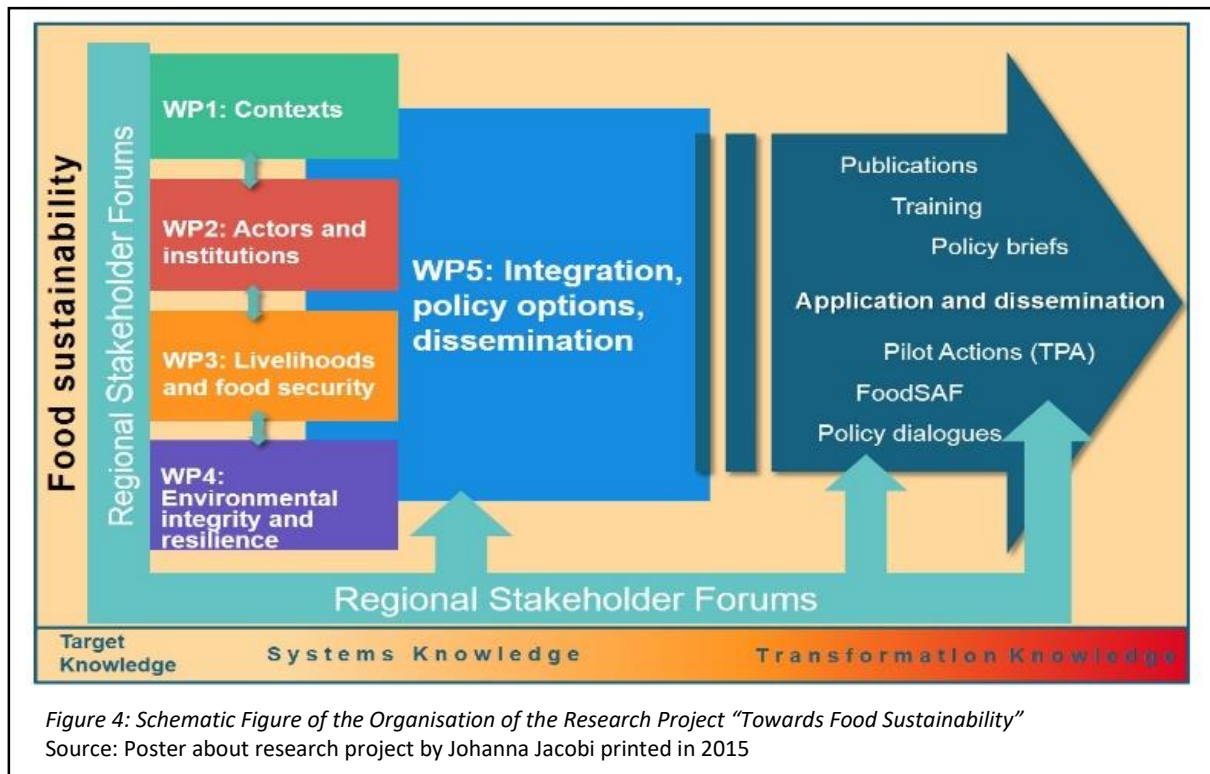 Food sustainability
Regional Stakeholder Forums
WP1: Contexts
WP2: Actors and
institutions
WP3: Livelihoods
and food security
WP4:
Environmental
integrity and
resilience
WP5: Integration,
policy options,
dissemination
Publications
Training
Policy briefs
Application and dissemination
Pilot Actions (TPA)
FoodSAF
Policy dialogues
Regional Stakeholder Forums
Target
Knowledge
Systems Knowledge
Transformation Knowledge
Figure 4: Schematic Figure of the Organisation of the Research Project “Towards Food Sustainability”
Source: Poster about research project by Johanna Jacobi printed in 2015